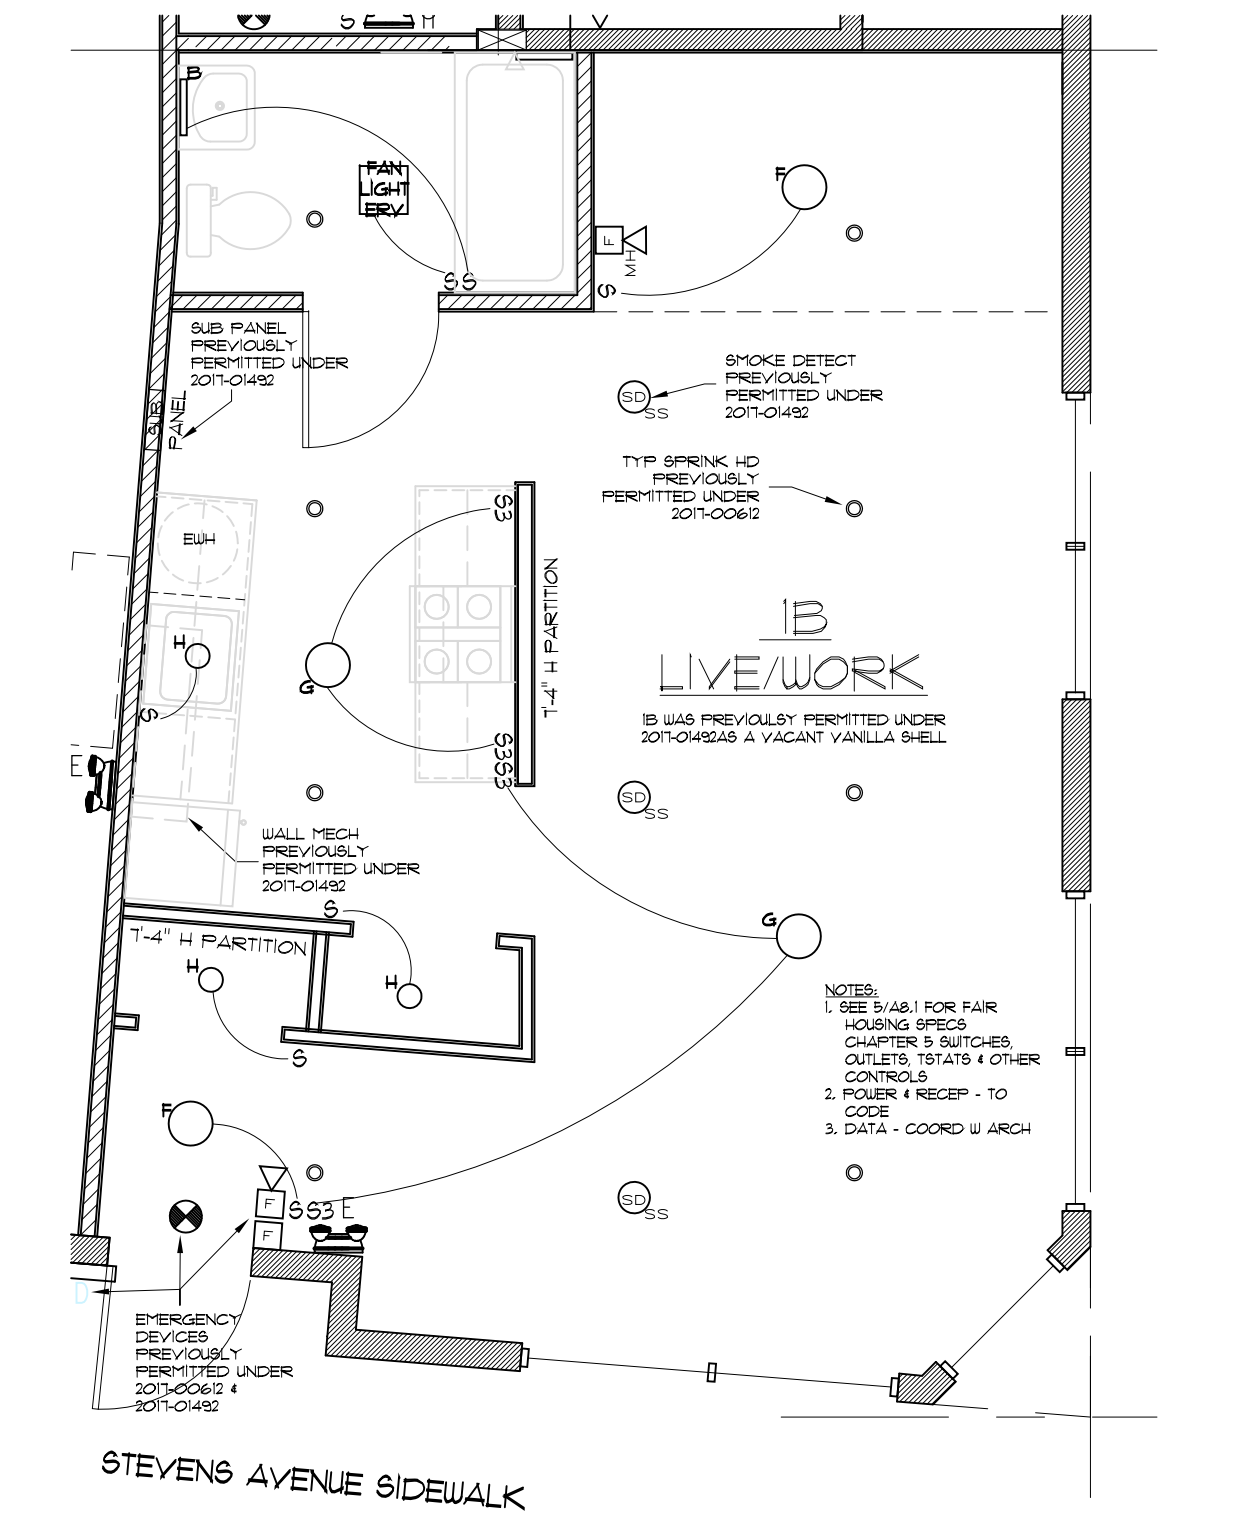 S M
B
FAN
LIGHT
ERV
F
F
MH
S S
S
SUB PANEL
PREVIOUSLY
PERMITTED UNDER
2017-01492
SUB
PANEL
SMOKE DETECT
PREVIOUSLY
PERMITTED UNDER
2017-01492
SD
SS
TYP SPRINK HD
PREVIOUSLY
PERMITTED UNDER
2017-00612
S3
EWH
7'-4" H PARTITION
1B
LIVE/WORK
1B WAS PREVIOULSY PERMITTED UNDER
2017-01492AS A VACANT VANILLA SHELL
H
G
S
S3S3
E
SD
SS
WALL MECH
PREVIOUSLY
PERMITTED UNDER
2017-01492
S
7'-4" H PARTITION
G
H
H
S
NOTES:
1. SEE 5/A8.1 FOR FAIR
HOUSING SPECS
CHAPTER 5 SWITCHES,
OUTLETS, TSTATS & OTHER
CONTROLS
2. POWER & RECEP - TO
CODE
3. DATA - COORD W ARCH
F
F
F
S S3 E
SD
SS
D
EMERGENCY
DEVICES
PREVIOUSLY
PERMITTED UNDER
2017-00612 &
2017-01492
STEVENS AVENUE SIDEWALK